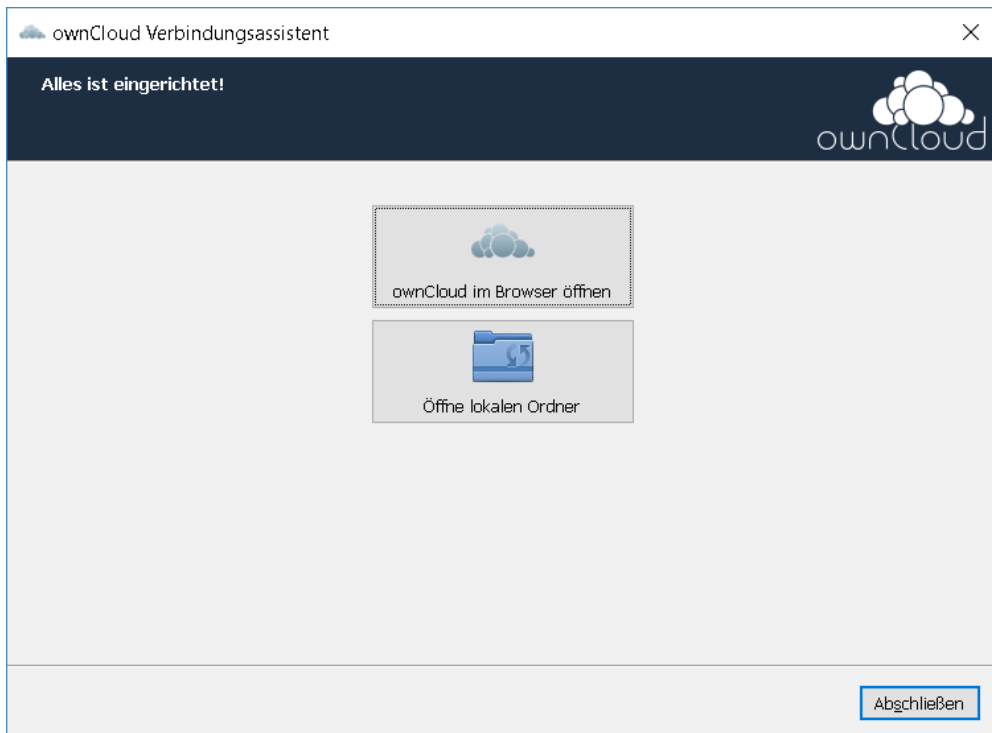 ownCloud Verbindungsassistent
Alles ist eingerichtet!
ownCloud
ownCloud im Browser öffnen
Öffne lokalen Ordner
Abschließen